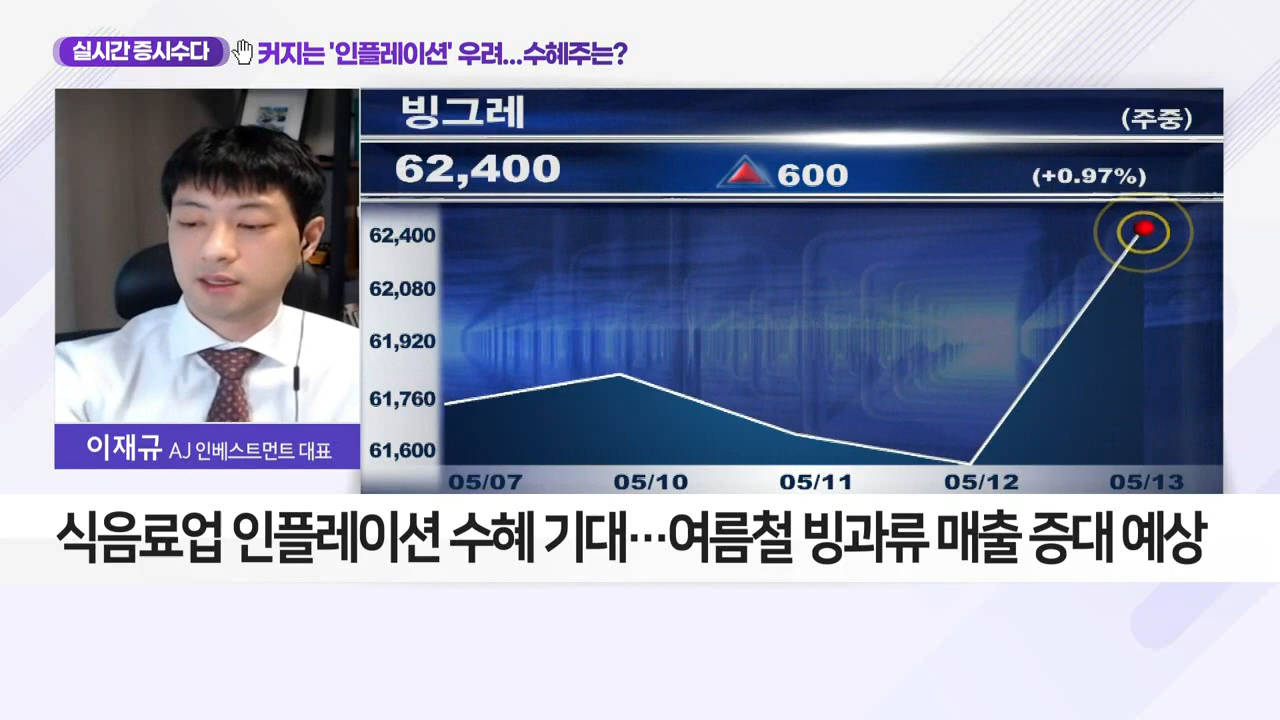 실시간 증시수다
커지는 '인플레이션' 우려...수혜주는?
빙그레 (주중)
62,400 600 (+0.97%)
62,400
62,080
61,920
61,760
61,600
05/07 05/10 05/11 05/12 05/13
이재규 AJ 인베스트먼트 대표
식음료업 인플레이션 수혜 기대…여름철 빙과류 매출 증대 예상